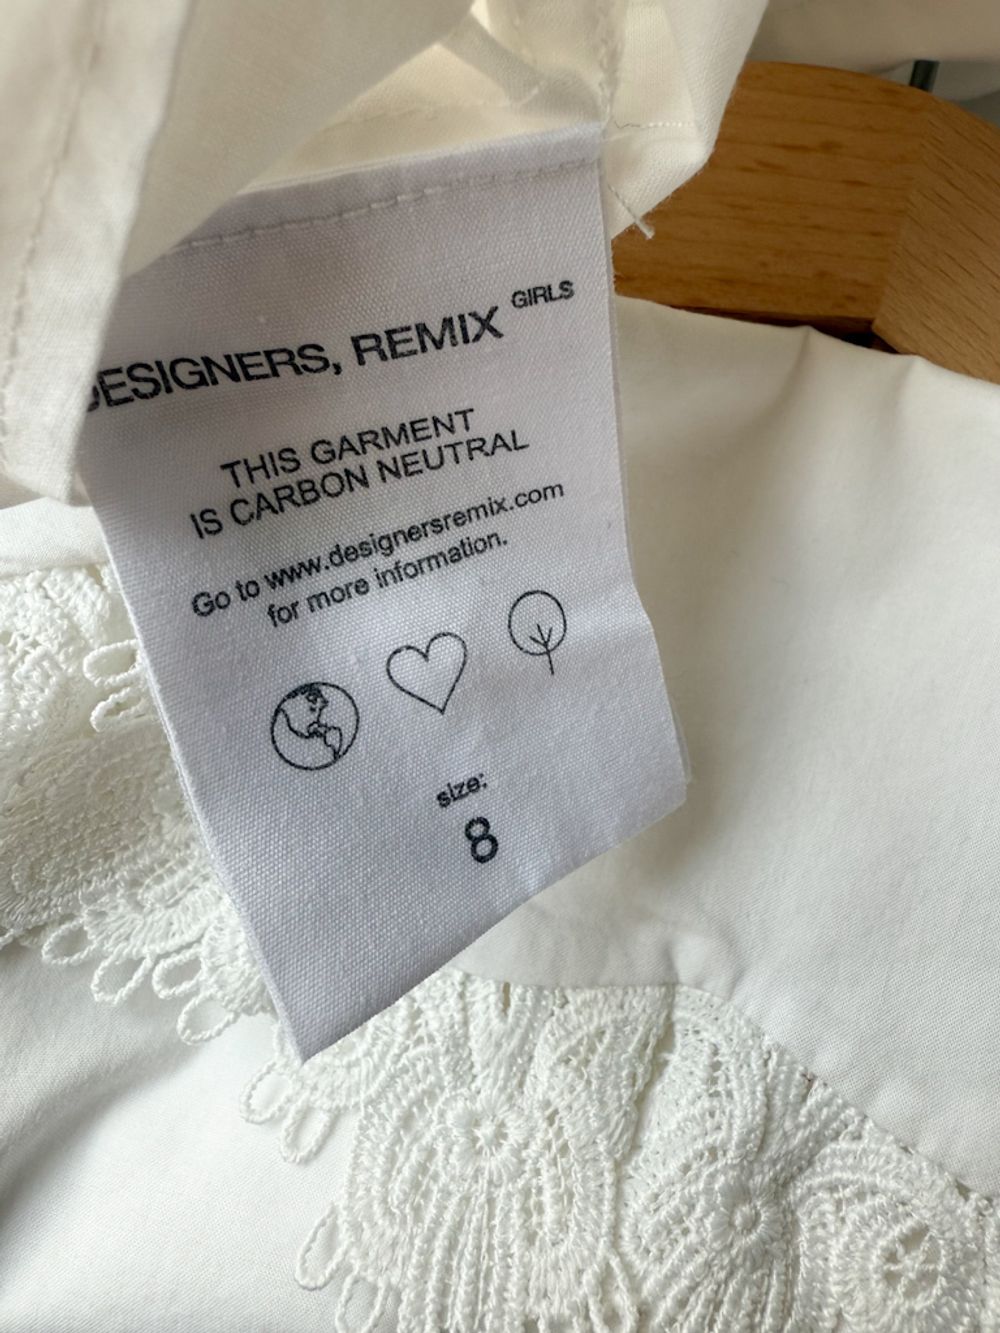 DESIGNERS, REMIX GIRLS
THIS GARMENT
IS CARBON NEUTRAL
Go to www.designersremix.com
for more information.
size:
8